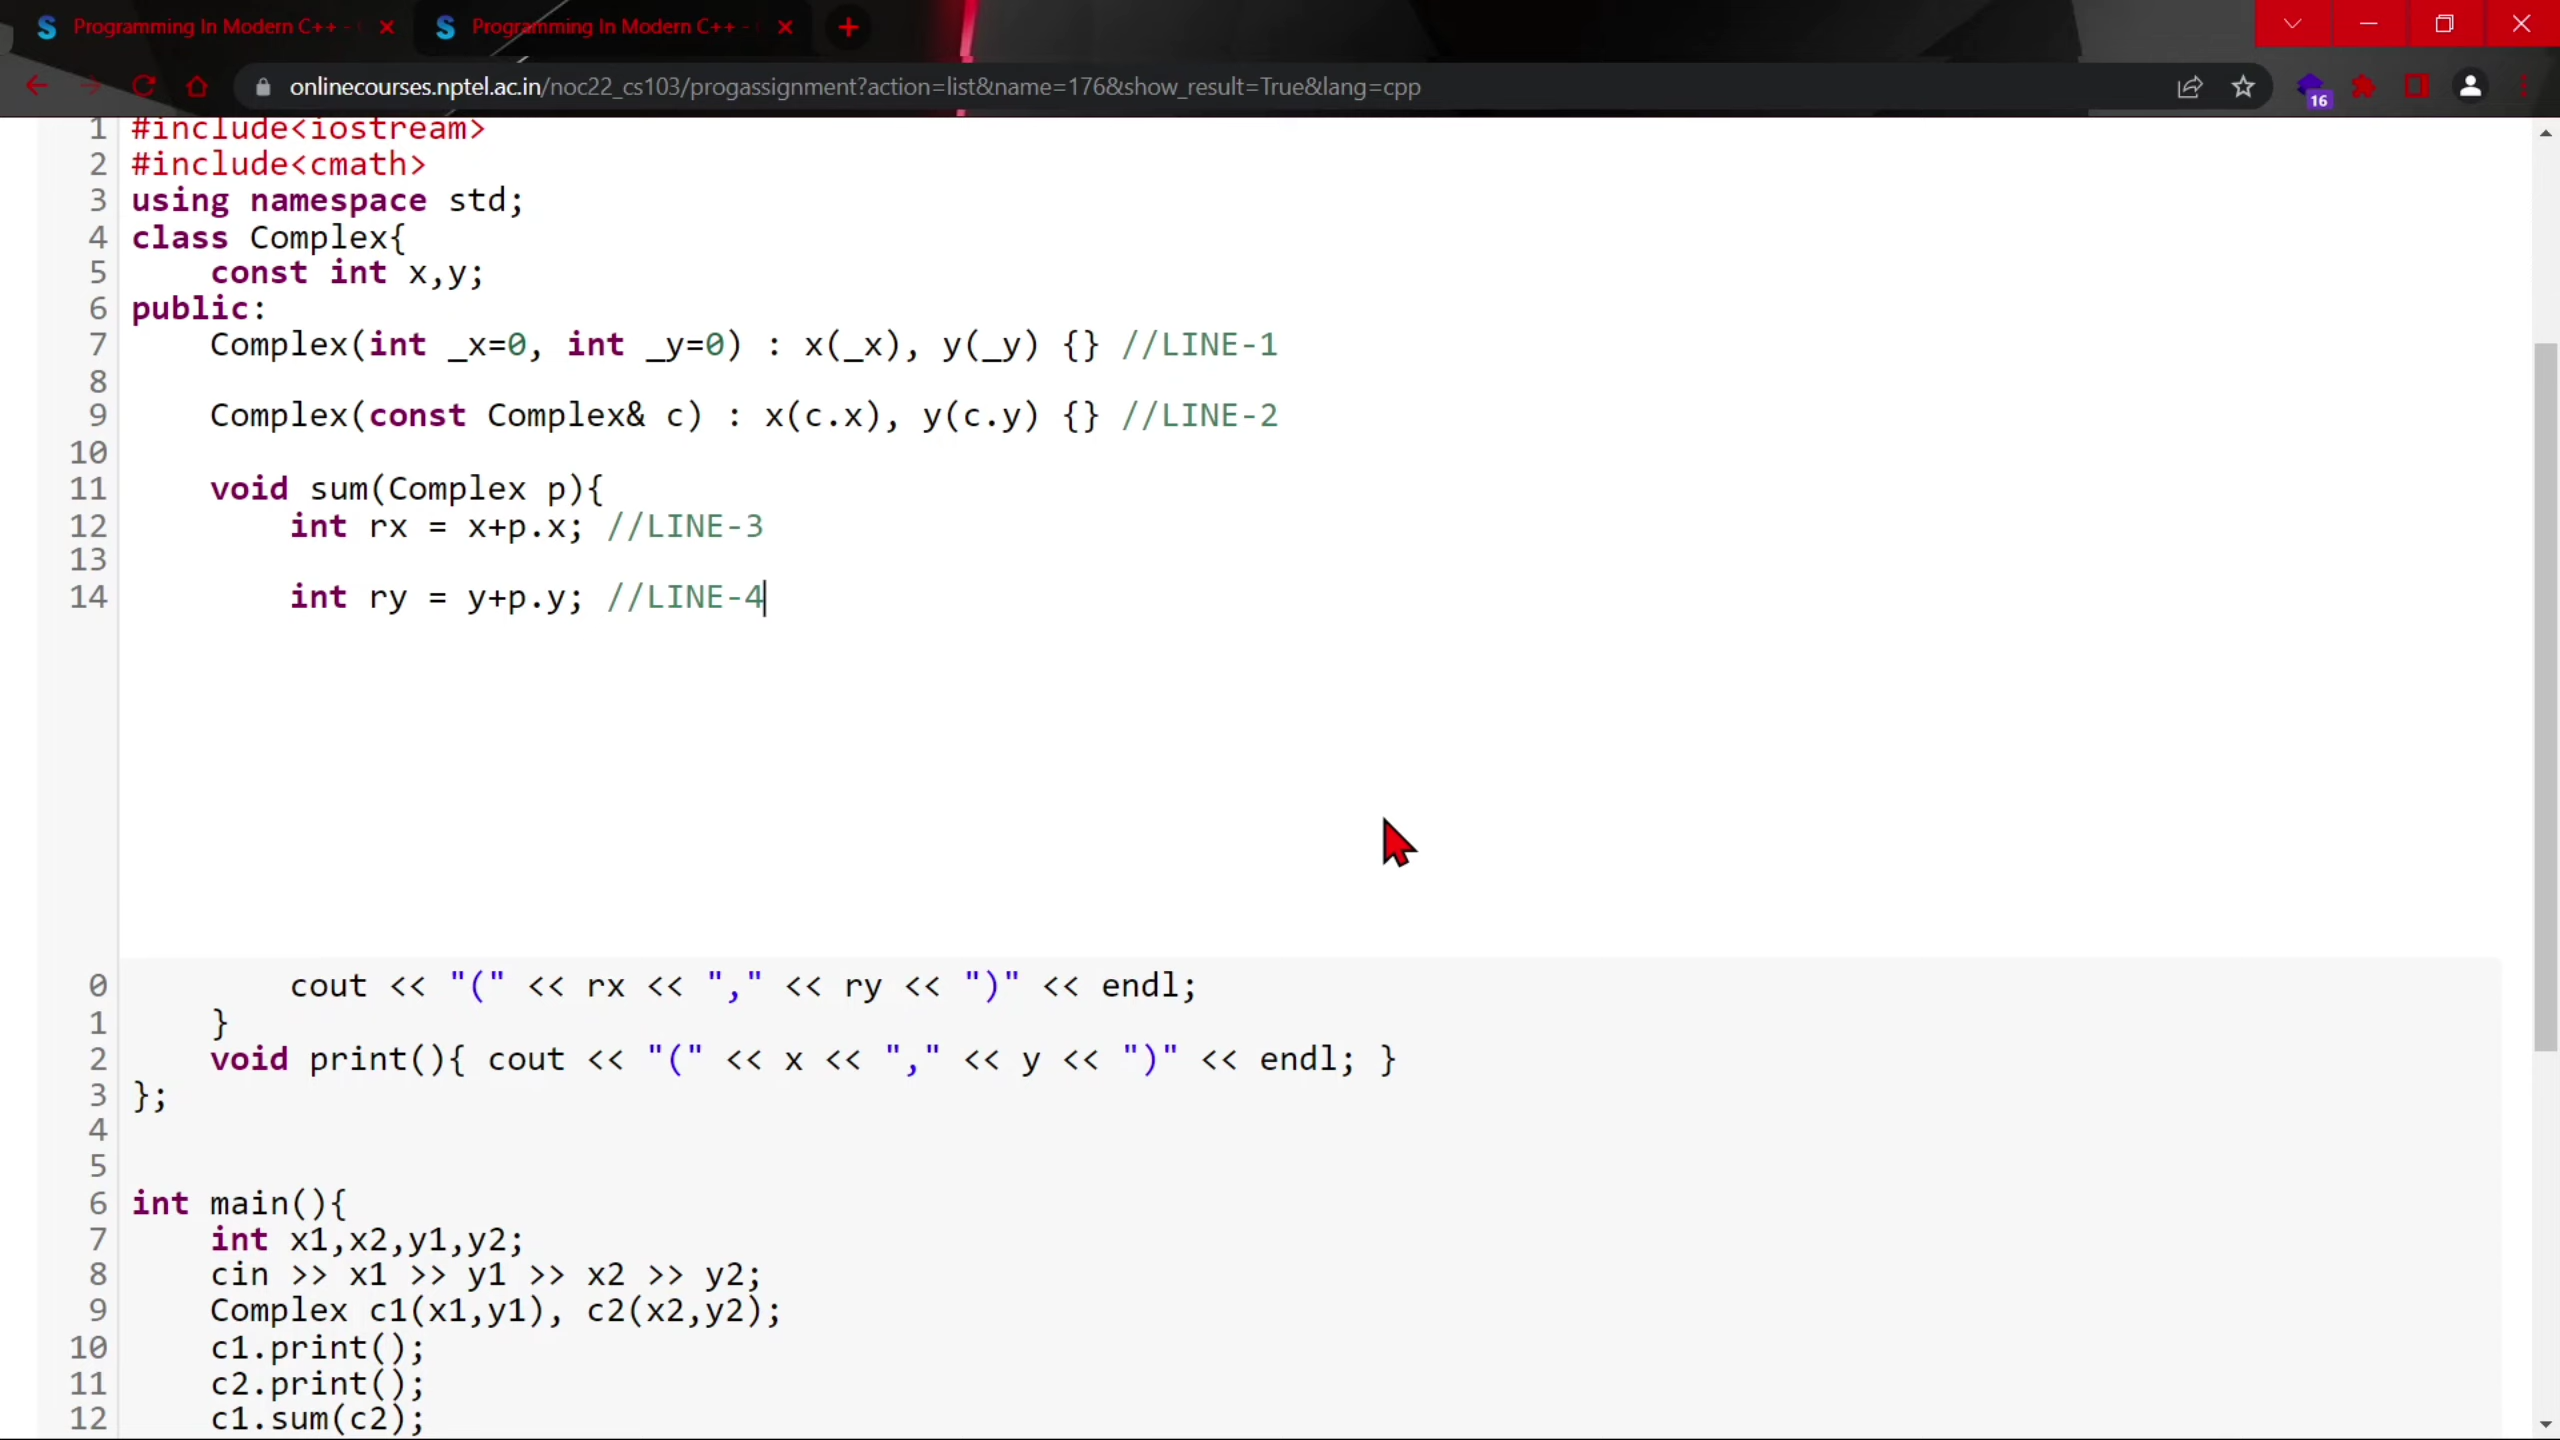 Programming In Modern C++ -
Programming In Modern C++ -
onlinecourses.nptel.ac.in/noc22_cs103/progassignment?action=list&name=176&show_result=True&lang=cpp
16
1 #include<iostream>
2 #include<cmath>
3 using namespace std;
4 class Complex{
5     const int x,y;
6 public:
7     Complex(int _x=0, int _y=0) : x(_x), y(_y) {} //LINE-1
8
9     Complex(const Complex& c) : x(c.x), y(c.y) {} //LINE-2
10
11     void sum(Complex p){
12         int rx = x+p.x; //LINE-3
13
14         int ry = y+p.y; //LINE-4
0         cout << "(" << rx << "," << ry << ")" << endl;
1     }
2     void print(){ cout << "(" << x << "," << y << ")" << endl; }
3 };
4
5
6 int main(){
7     int x1,x2,y1,y2;
8     cin >> x1 >> y1 >> x2 >> y2;
9     Complex c1(x1,y1), c2(x2,y2);
10     c1.print();
11     c2.print();
12     c1.sum(c2);